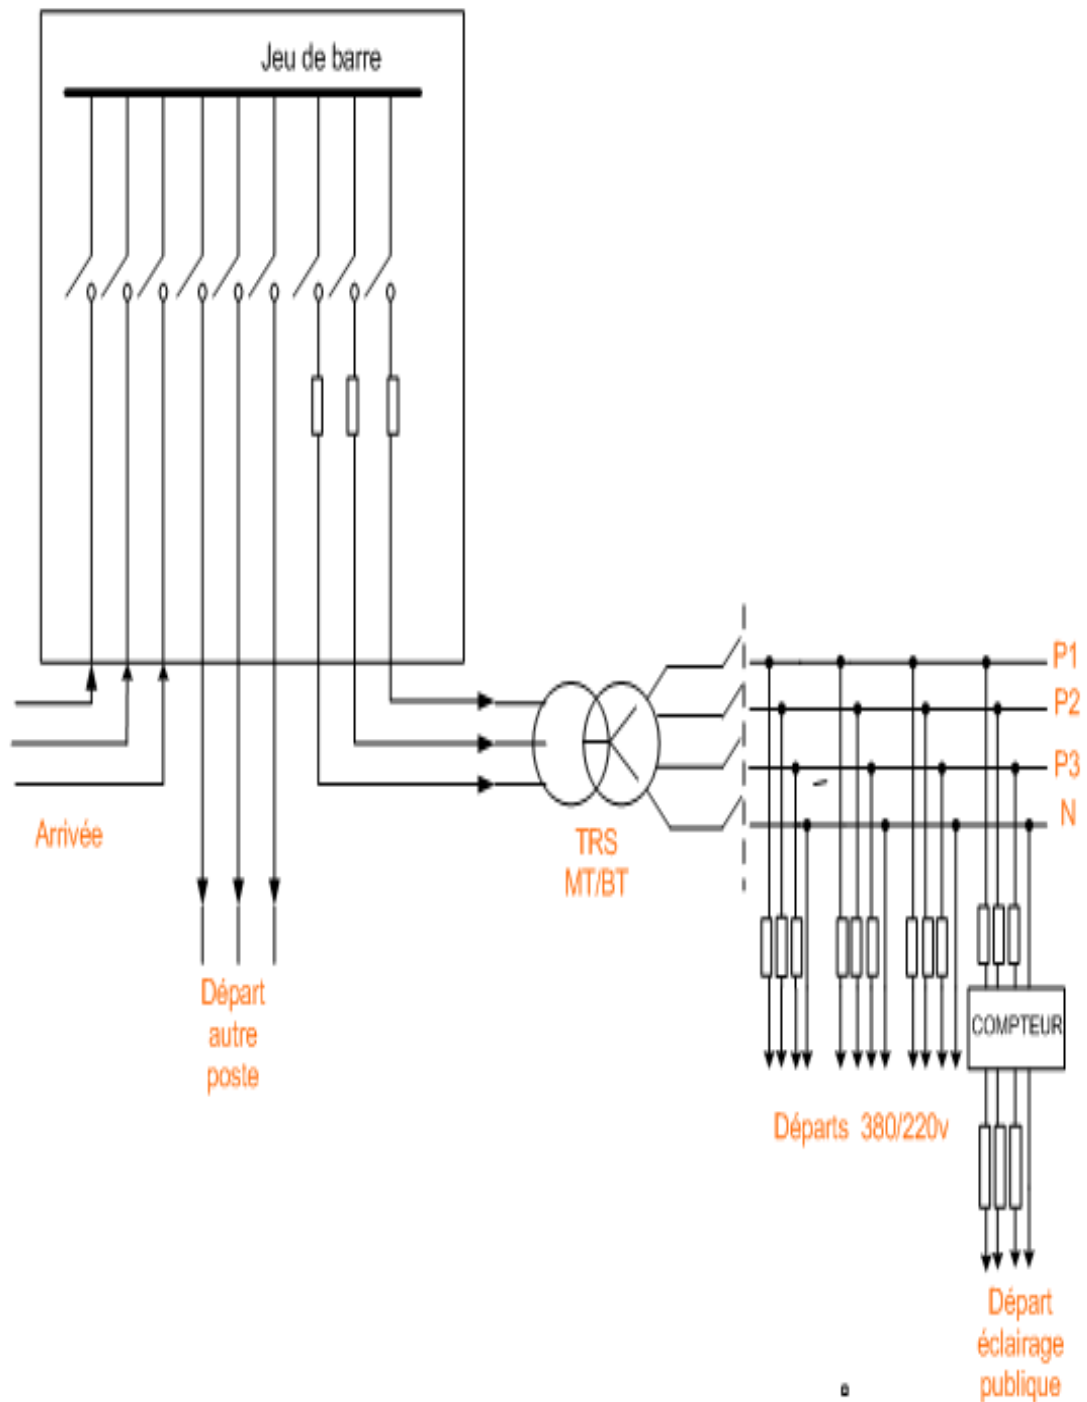 Jeu de barre
P1
P2
P3
N
Arrivée
TRS
MT/BT
Départ
autre
poste
COMPTEUR
Départs 380/220v
Départ
éclairage
publique